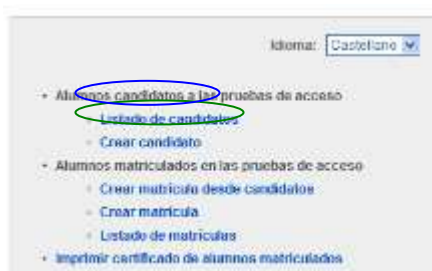 Idioma: Castellano
Alumnos candidatos a las pruebas de acceso
Listado de candidatos
Crear candidato
Alumnos matriculados en las pruebas de acceso
Crear matrícula desde candidatos
Crear matrícula
Listado de matrículas
Imprimir certificado de alumnos matriculados